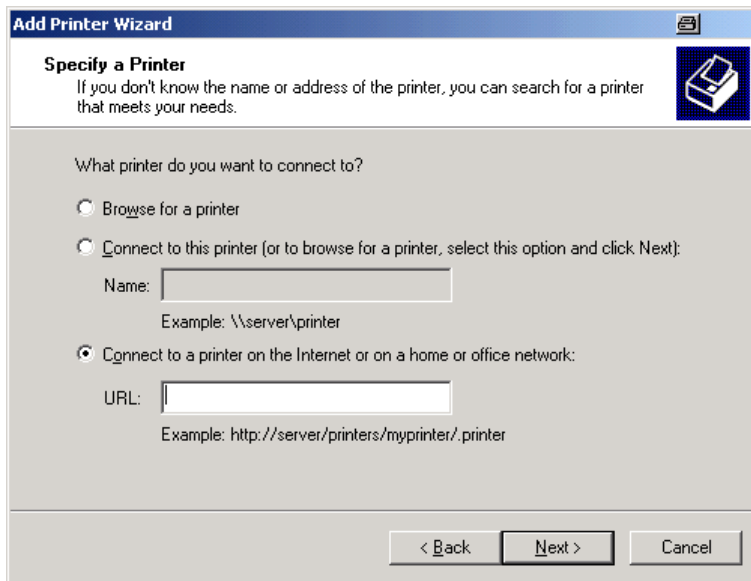 Add Printer Wizard
Specify a Printer
If you don't know the name or address of the printer, you can search for a printer
that meets your needs.
What printer do you want to connect to?
Browse for a printer
Connect to this printer (or to browse for a printer, select this option and click Next):
Name:
Example: \\server\printer
Connect to a printer on the Internet or on a home or office network:
URL:
Example: http://server/printers/myprinter/.printer
< Back Next > Cancel